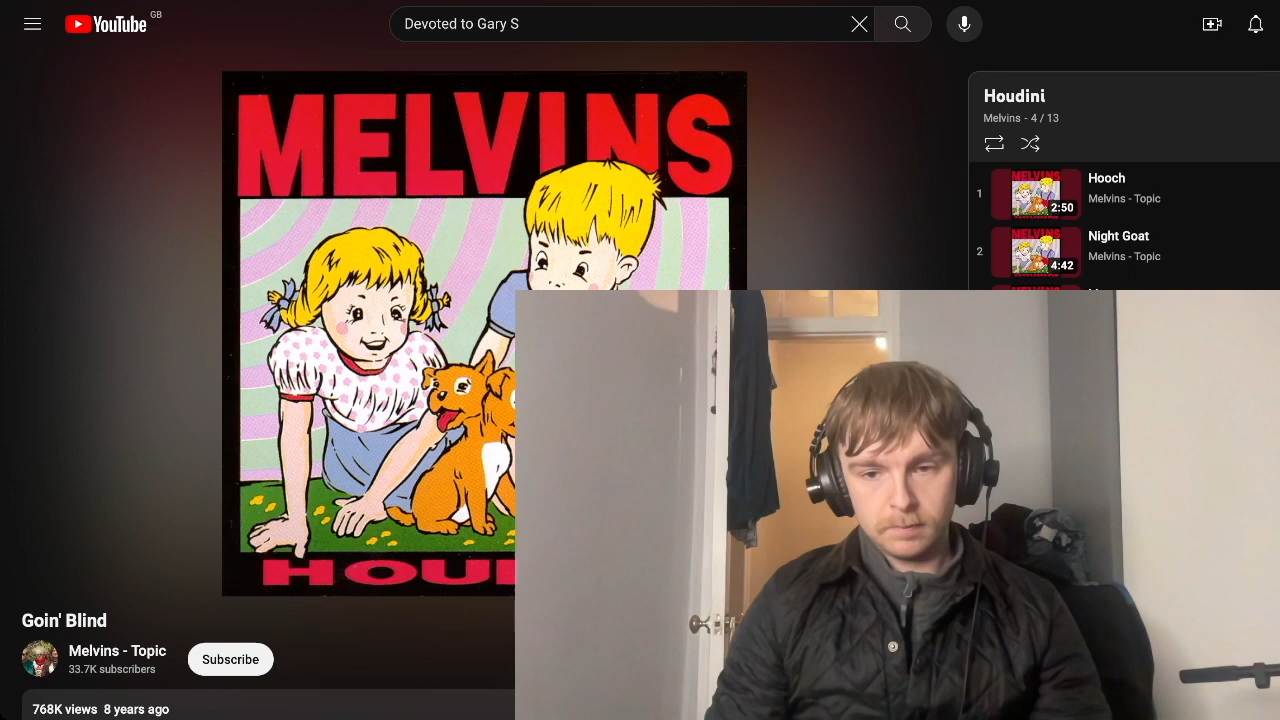 YouTube GB
Devoted to Gary S
MELVINS
HOU
Houdini
Melvins - 4 / 13
1
2:50
Hooch
Melvins - Topic
2
4:42
Night Goat
Melvins - Topic
Goin' Blind
Melvins - Topic
33.7K subscribers
Subscribe
768K views 8 years ago